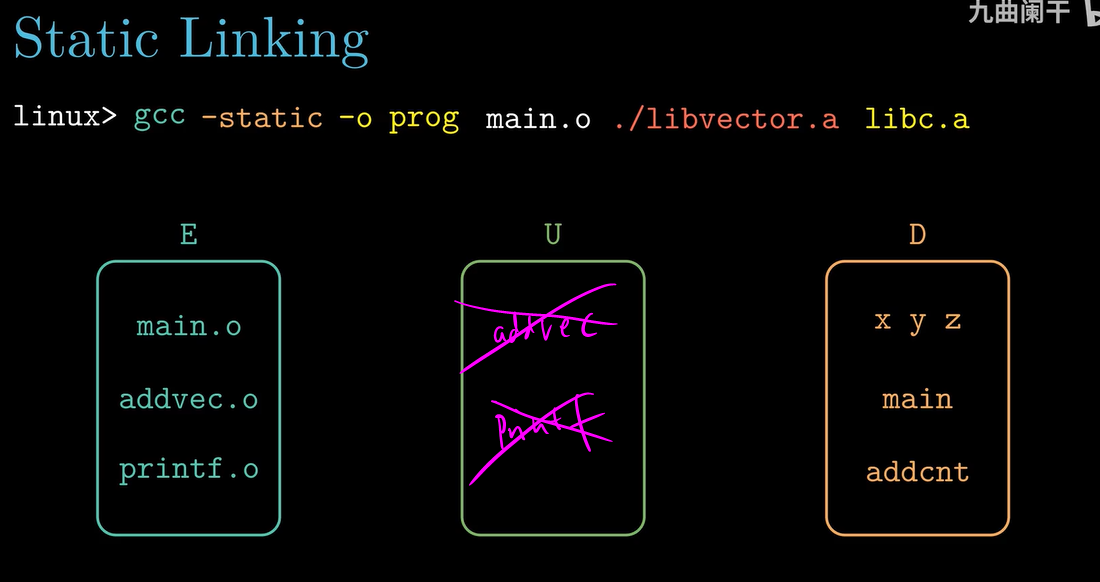 九曲阑干
Static Linking
linux> gcc -static -o prog main.o ./libvector.a libc.a
E U D
main.o addvec x y z
addvec.o printf main
printf.o addcnt